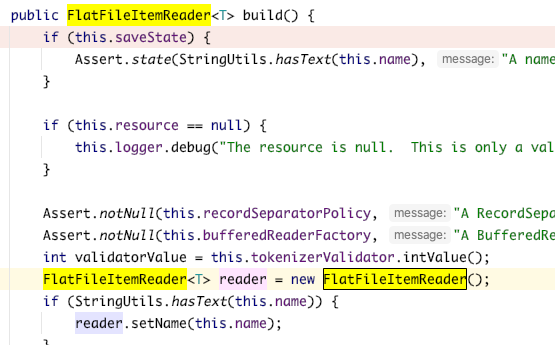 public FlatFileItemReader<T> build() {
if (this.saveState) {
Assert.state(StringUtils.hasText(this.name), message: "A name
}
if (this.resource == null) {
this.logger.debug("The resource is null.  This is only a val
}
Assert.notNull(this.recordSeparatorPolicy, message: "A RecordSepa
Assert.notNull(this.bufferedReaderFactory, message: "A BufferedRe
int validatorValue = this.tokenizerValidator.intValue();
FlatFileItemReader<T> reader = new FlatFileItemReader();
if (StringUtils.hasText(this.name)) {
reader.setName(this.name);